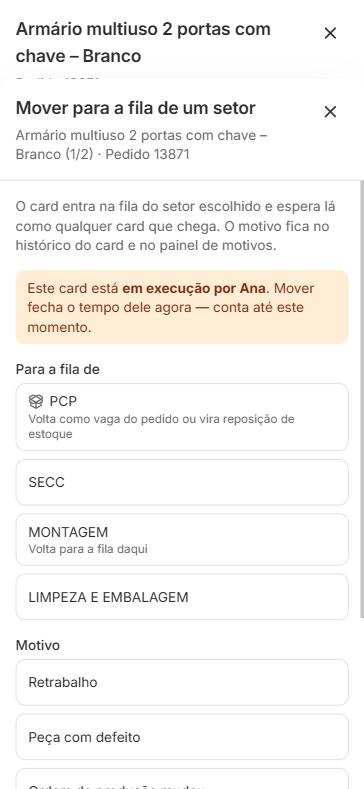 Armário multiuso 2 portas com
chave – Branco
Mover para a fila de um setor
Armário multiuso 2 portas com chave –
Branco (1/2) · Pedido 13871
O card entra na fila do setor escolhido e espera lá
como qualquer card que chega. O motivo fica no
histórico do card e no painel de motivos.
Este card está em execução por Ana. Mover
fecha o tempo dele agora — conta até este
momento.
Para a fila de
PCP
Volta como vaga do pedido ou vira reposição de
estoque
SECC
MONTAGEM
Volta para a fila daqui
LIMPEZA E EMBALAGEM
Motivo
Retrabalho
Peça com defeito